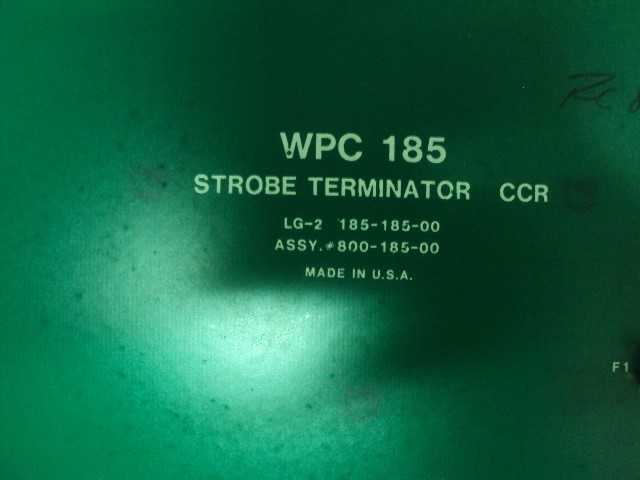 WPC 185
STROBE TERMINATOR CCR
LG-2 185-185-00
ASSY.#800-185-00
MADE IN U.S.A.
F1